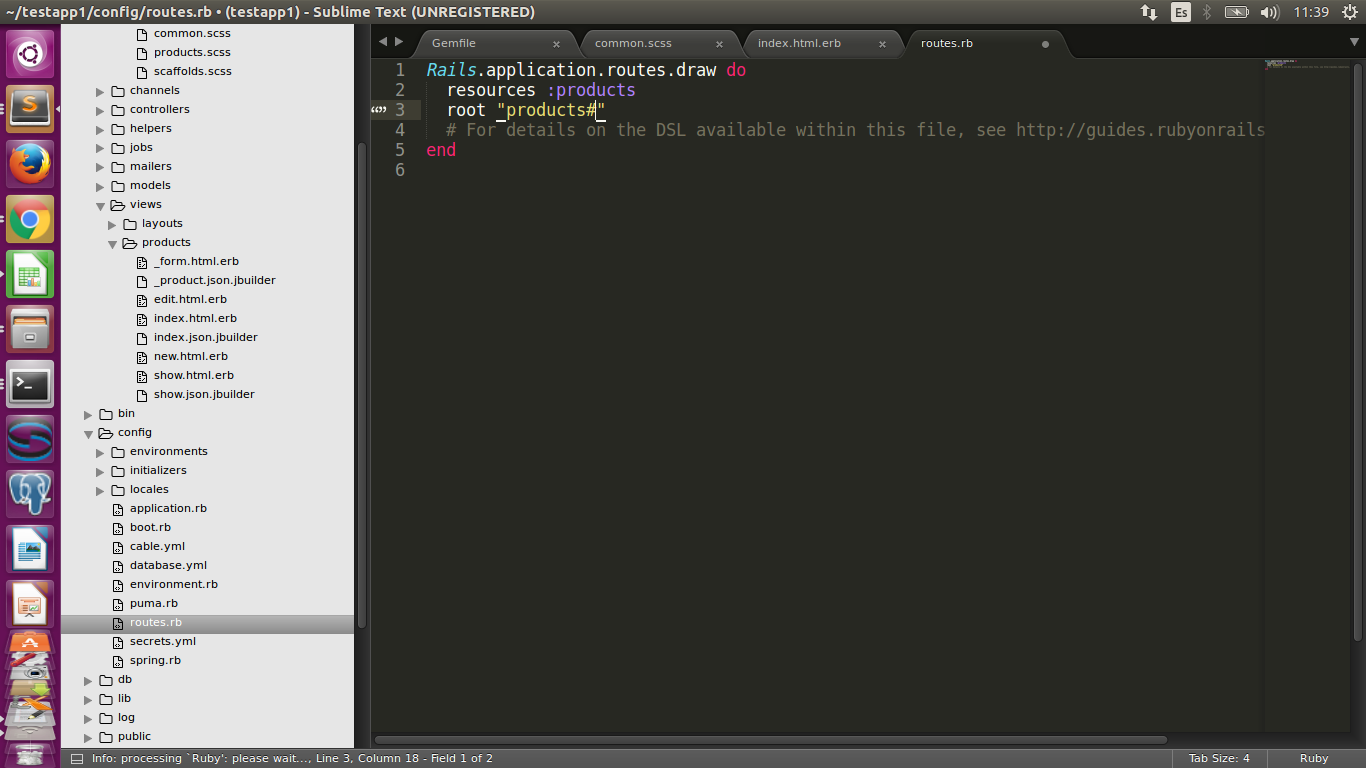 ~/testapp1/config/routes.rb • (testapp1) - Sublime Text (UNREGISTERED)
Es
11:39
common.scss
products.scss
scaffolds.scss
channels
controllers
helpers
jobs
mailers
models
views
layouts
products
_form.html.erb
_product.json.jbuilder
edit.html.erb
index.html.erb
index.json.jbuilder
new.html.erb
show.html.erb
show.json.jbuilder
bin
config
environments
initializers
locales
application.rb
boot.rb
cable.yml
database.yml
environment.rb
puma.rb
routes.rb
secrets.yml
spring.rb
db
lib
log
public
Gemfile
common.scss
index.html.erb
routes.rb
1 Rails.application.routes.draw do
2 resources :products
3 root "products#"
4 # For details on the DSL available within this file, see http://guides.rubyonrails
5 end
6
Info: processing `Ruby': please wait..., Line 3, Column 18 - Field 1 of 2
Tab Size: 4
Ruby